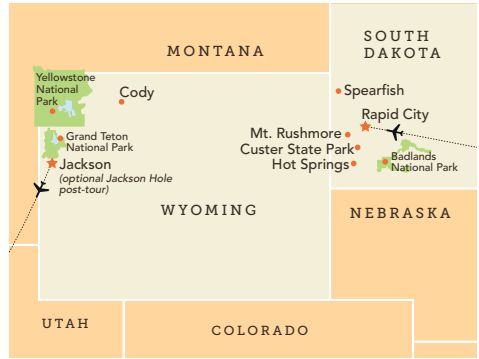 MONTANA
SOUTH
DAKOTA
Yellowstone
National
Park
Cody
Spearfish
Rapid City
Mt. Rushmore
Custer State Park
Hot Springs
Badlands
National Park
Grand Teton
National Park
Jackson
(optional Jackson Hole
post-tour)
WYOMING
NEBRASKA
UTAH
COLORADO